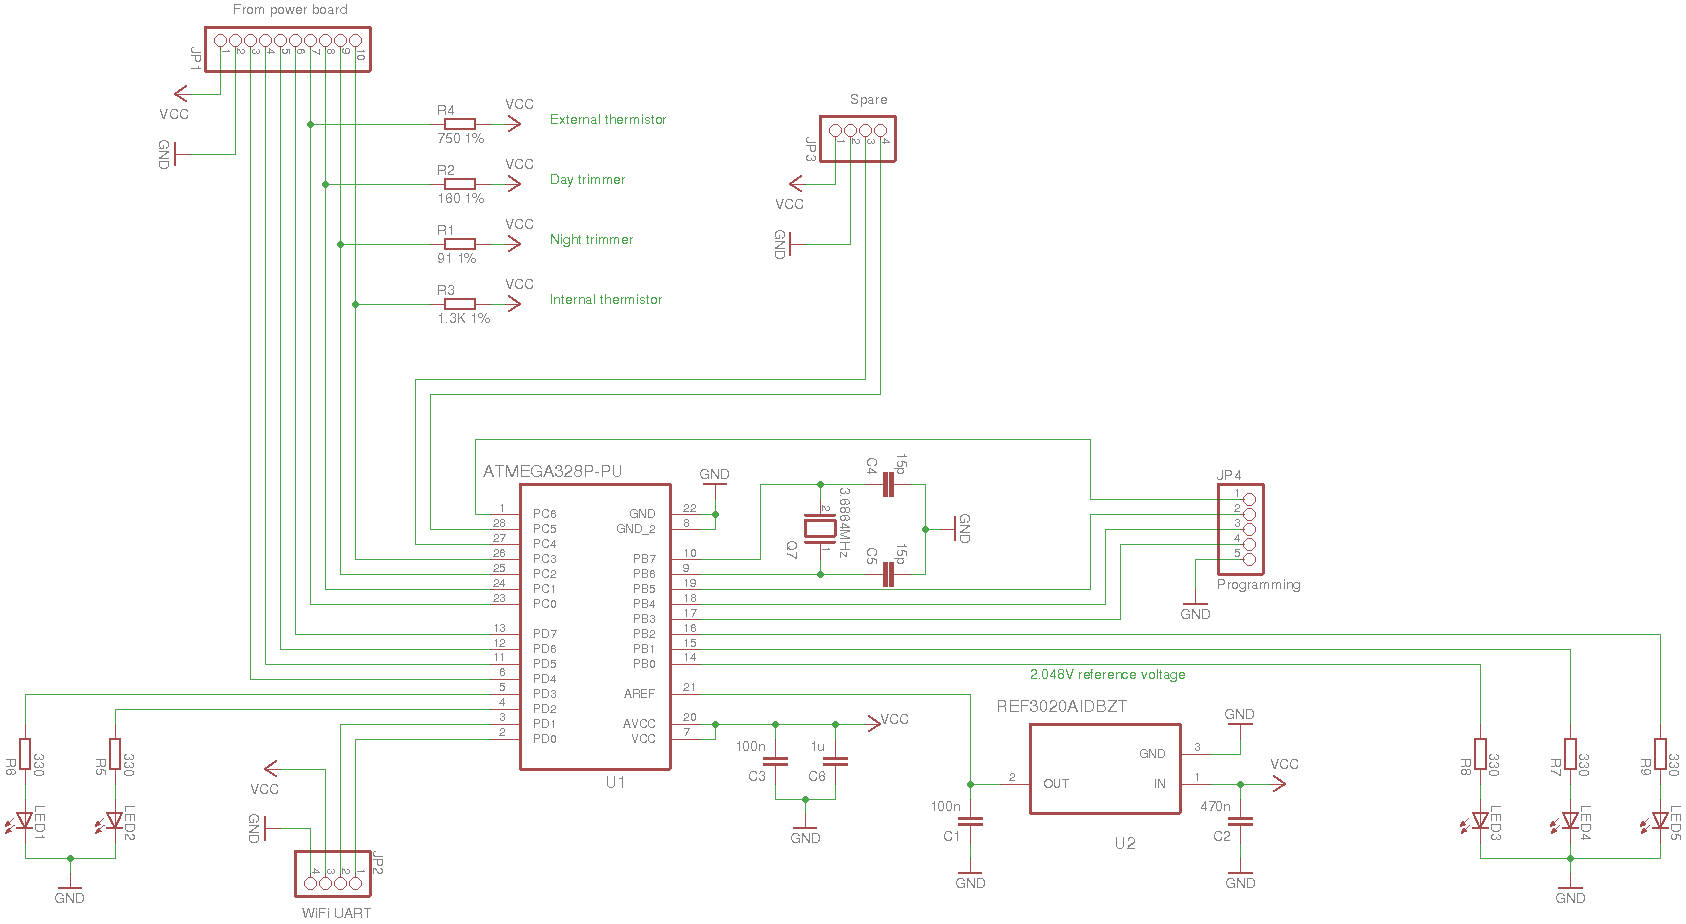 From power board
JP1
1 2 3 4 5 6 7 8 9 10
VCC
GND
R4
750 1%
VCC
External thermistor
R2
160 1%
VCC
Day trimmer
R1
91 1%
VCC
Night trimmer
R3
1.3K 1%
VCC
Internal thermistor
Spare
JP3
1 2 3 4
VCC
GND
ATMEGA328P-PU
1 PC6
28 PC5
27 PC4
26 PC3
25 PC2
24 PC1
23 PC0
13 PD7
12 PD6
11 PD5
6 PD4
5 PD3
4 PD2
3 PD1
2 PD0
GND 22
GND_2 8
PB7 10
PB6 9
PB5 19
PB4 18
PB3 17
PB2 16
PB1 15
PB0 14
AREF 21
AVCC 20
VCC 7
U1
GND
C4
15p
2
3.6864MHz
1
Q7
C5
15p
GND
JP4
1
2
3
4
5
Programming
GND
2.048V reference voltage
REF3020AIDBZT
GND 3
2 OUT
IN 1
U2
GND
VCC
100n
C1
GND
470n
C2
GND
VCC
100n
C3
1u
C6
GND
R6
330
LED1
R5
330
LED2
GND
VCC
GND
JP2
4 3 2 1
WiFi UART
R8
330
LED3
R7
330
LED4
R9
330
LED5
GND